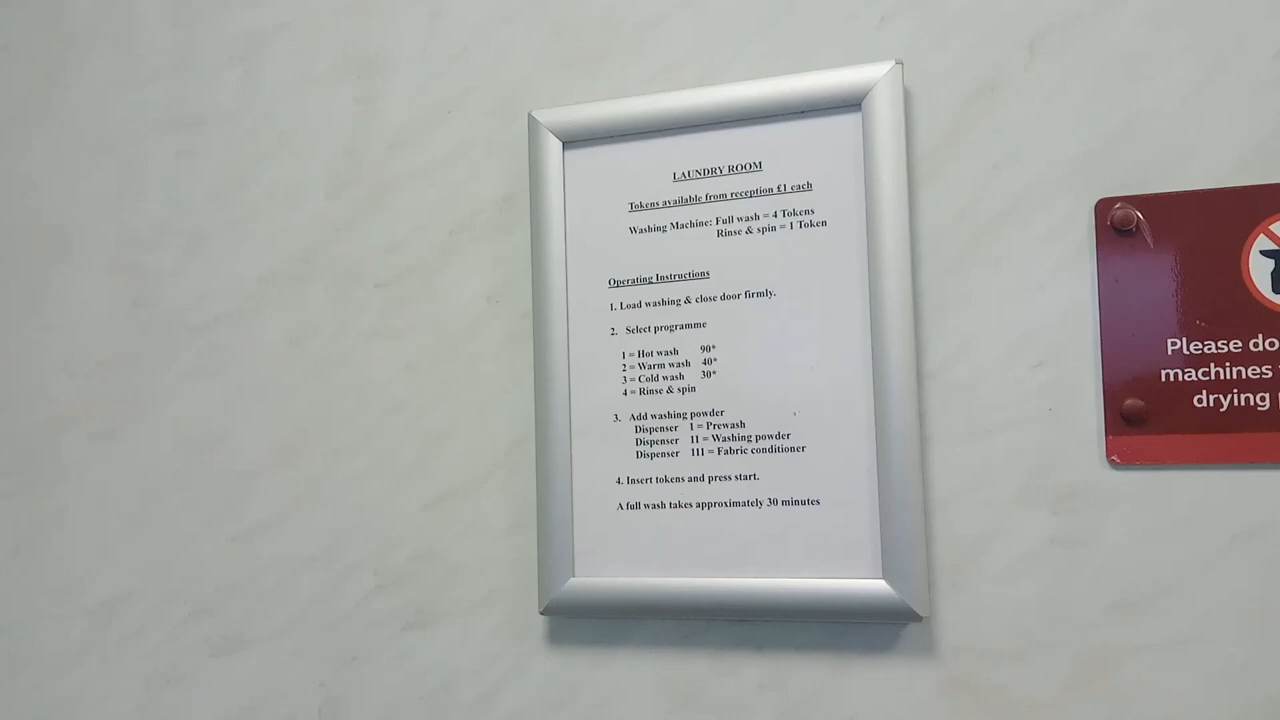 LAUNDRY ROOM
Tokens available from reception £1 each
Washing Machine: Full wash = 4 Tokens
Rinse & spin = 1 Token
Operating Instructions
1. Load washing & close door firmly.
2. Select programme
1 = Hot wash 90*
2 = Warm wash 40*
3 = Cold wash 30*
4 = Rinse & spin
3. Add washing powder
Dispenser 1 = Prewash
Dispenser 11 = Washing powder
Dispenser 111 = Fabric conditioner
4. Insert tokens and press start.
A full wash takes approximately 30 minutes
Please do
machines
drying